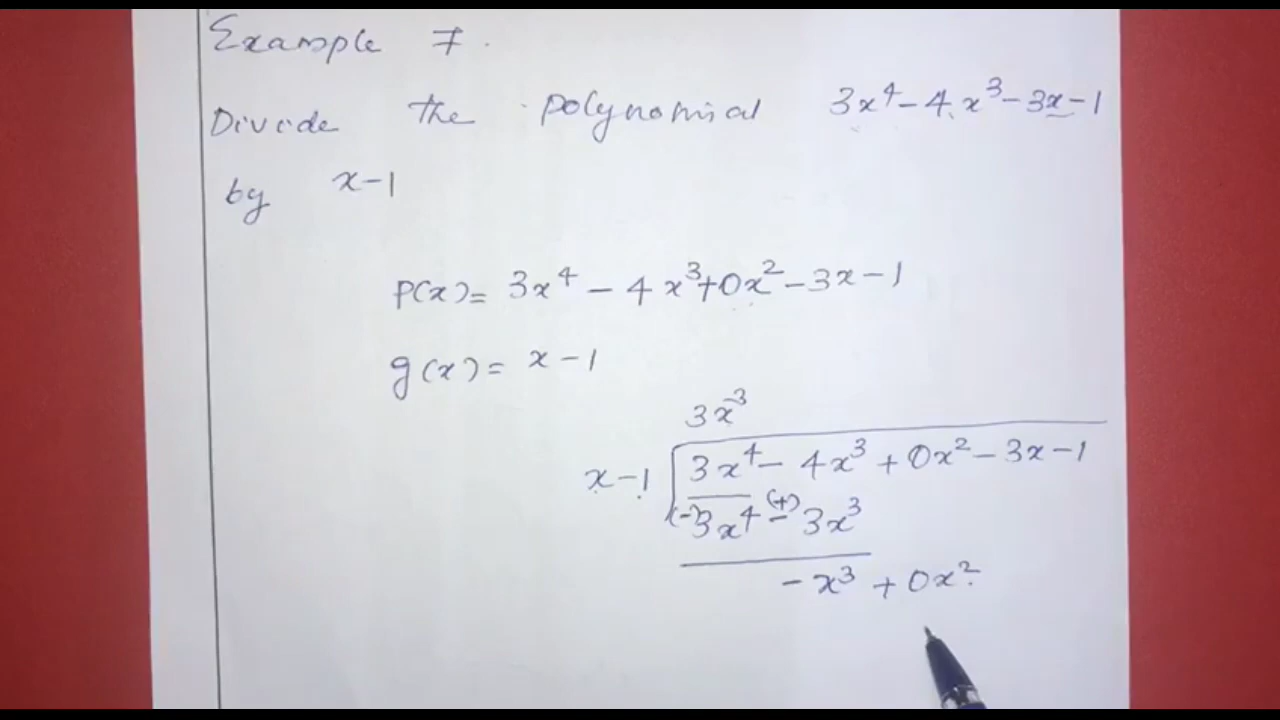 Example 7.
Divide the polynomial 3x⁴ - 4x³ - 3x - 1
by x - 1
P(x) = 3x⁴ - 4x³ + 0x² - 3x - 1
g(x) = x - 1
3x³
x - 1 3x⁴ - 4x³ + 0x² - 3x - 1
(-) 3x⁴ (+) - 3x³
- x³ + 0x²